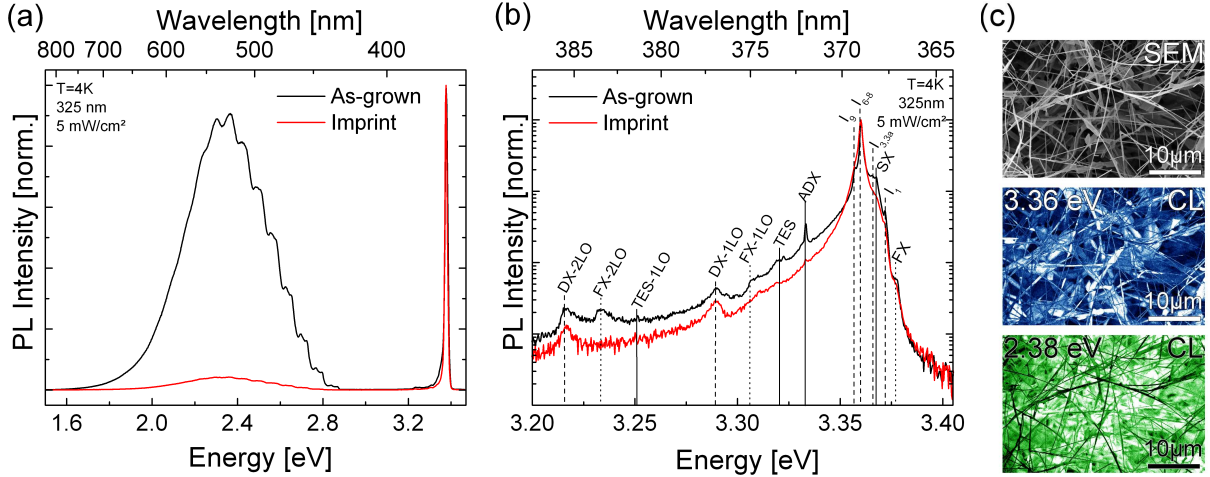 (a)
Wavelength [nm]
800 700 600 500 400
T=4K
325 nm
5 mW/cm²
As-grown
Imprint
PL Intensity [norm.]
1.6 2.0 2.4 2.8 3.2
Energy [eV]
(b)
Wavelength [nm]
385 380 375 370 365
As-grown
Imprint
T=4K
325nm
5 mW/cm²
PL Intensity [norm.]
DX-2LO
FX-2LO
TES-1LO
DX-1LO
FX-1LO
TES
ADX
I9
I6-8
I3,3a
SX
I1
FX
3.20 3.25 3.30 3.35 3.40
Energy [eV]
(c)
SEM
10µm
3.36 eV CL
10µm
2.38 eV CL
10µm